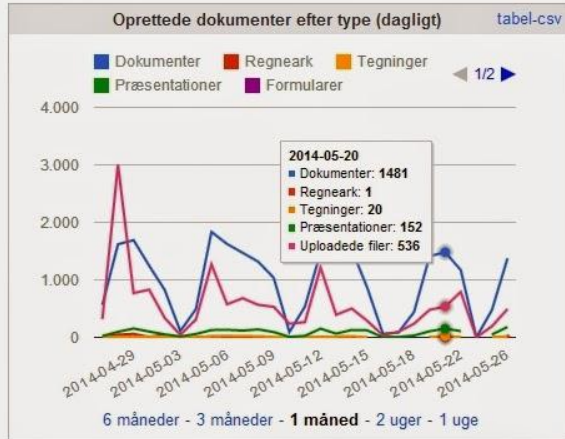 Oprettede dokumenter efter type (dagligt) tabel-csv
Dokumenter Regneark Tegninger
Præsentationer Formularer
1/2
4.000
3.000
2.000
1.000
0
2014-05-20
Dokumenter: 1481
Regneark: 1
Tegninger: 20
Præsentationer: 152
Uploadede filer: 536
2014-04-29 2014-05-03 2014-05-06 2014-05-09 2014-05-12 2014-05-15 2014-05-18 2014-05-22 2014-05-26
6 måneder - 3 måneder - 1 måned - 2 uger - 1 uge